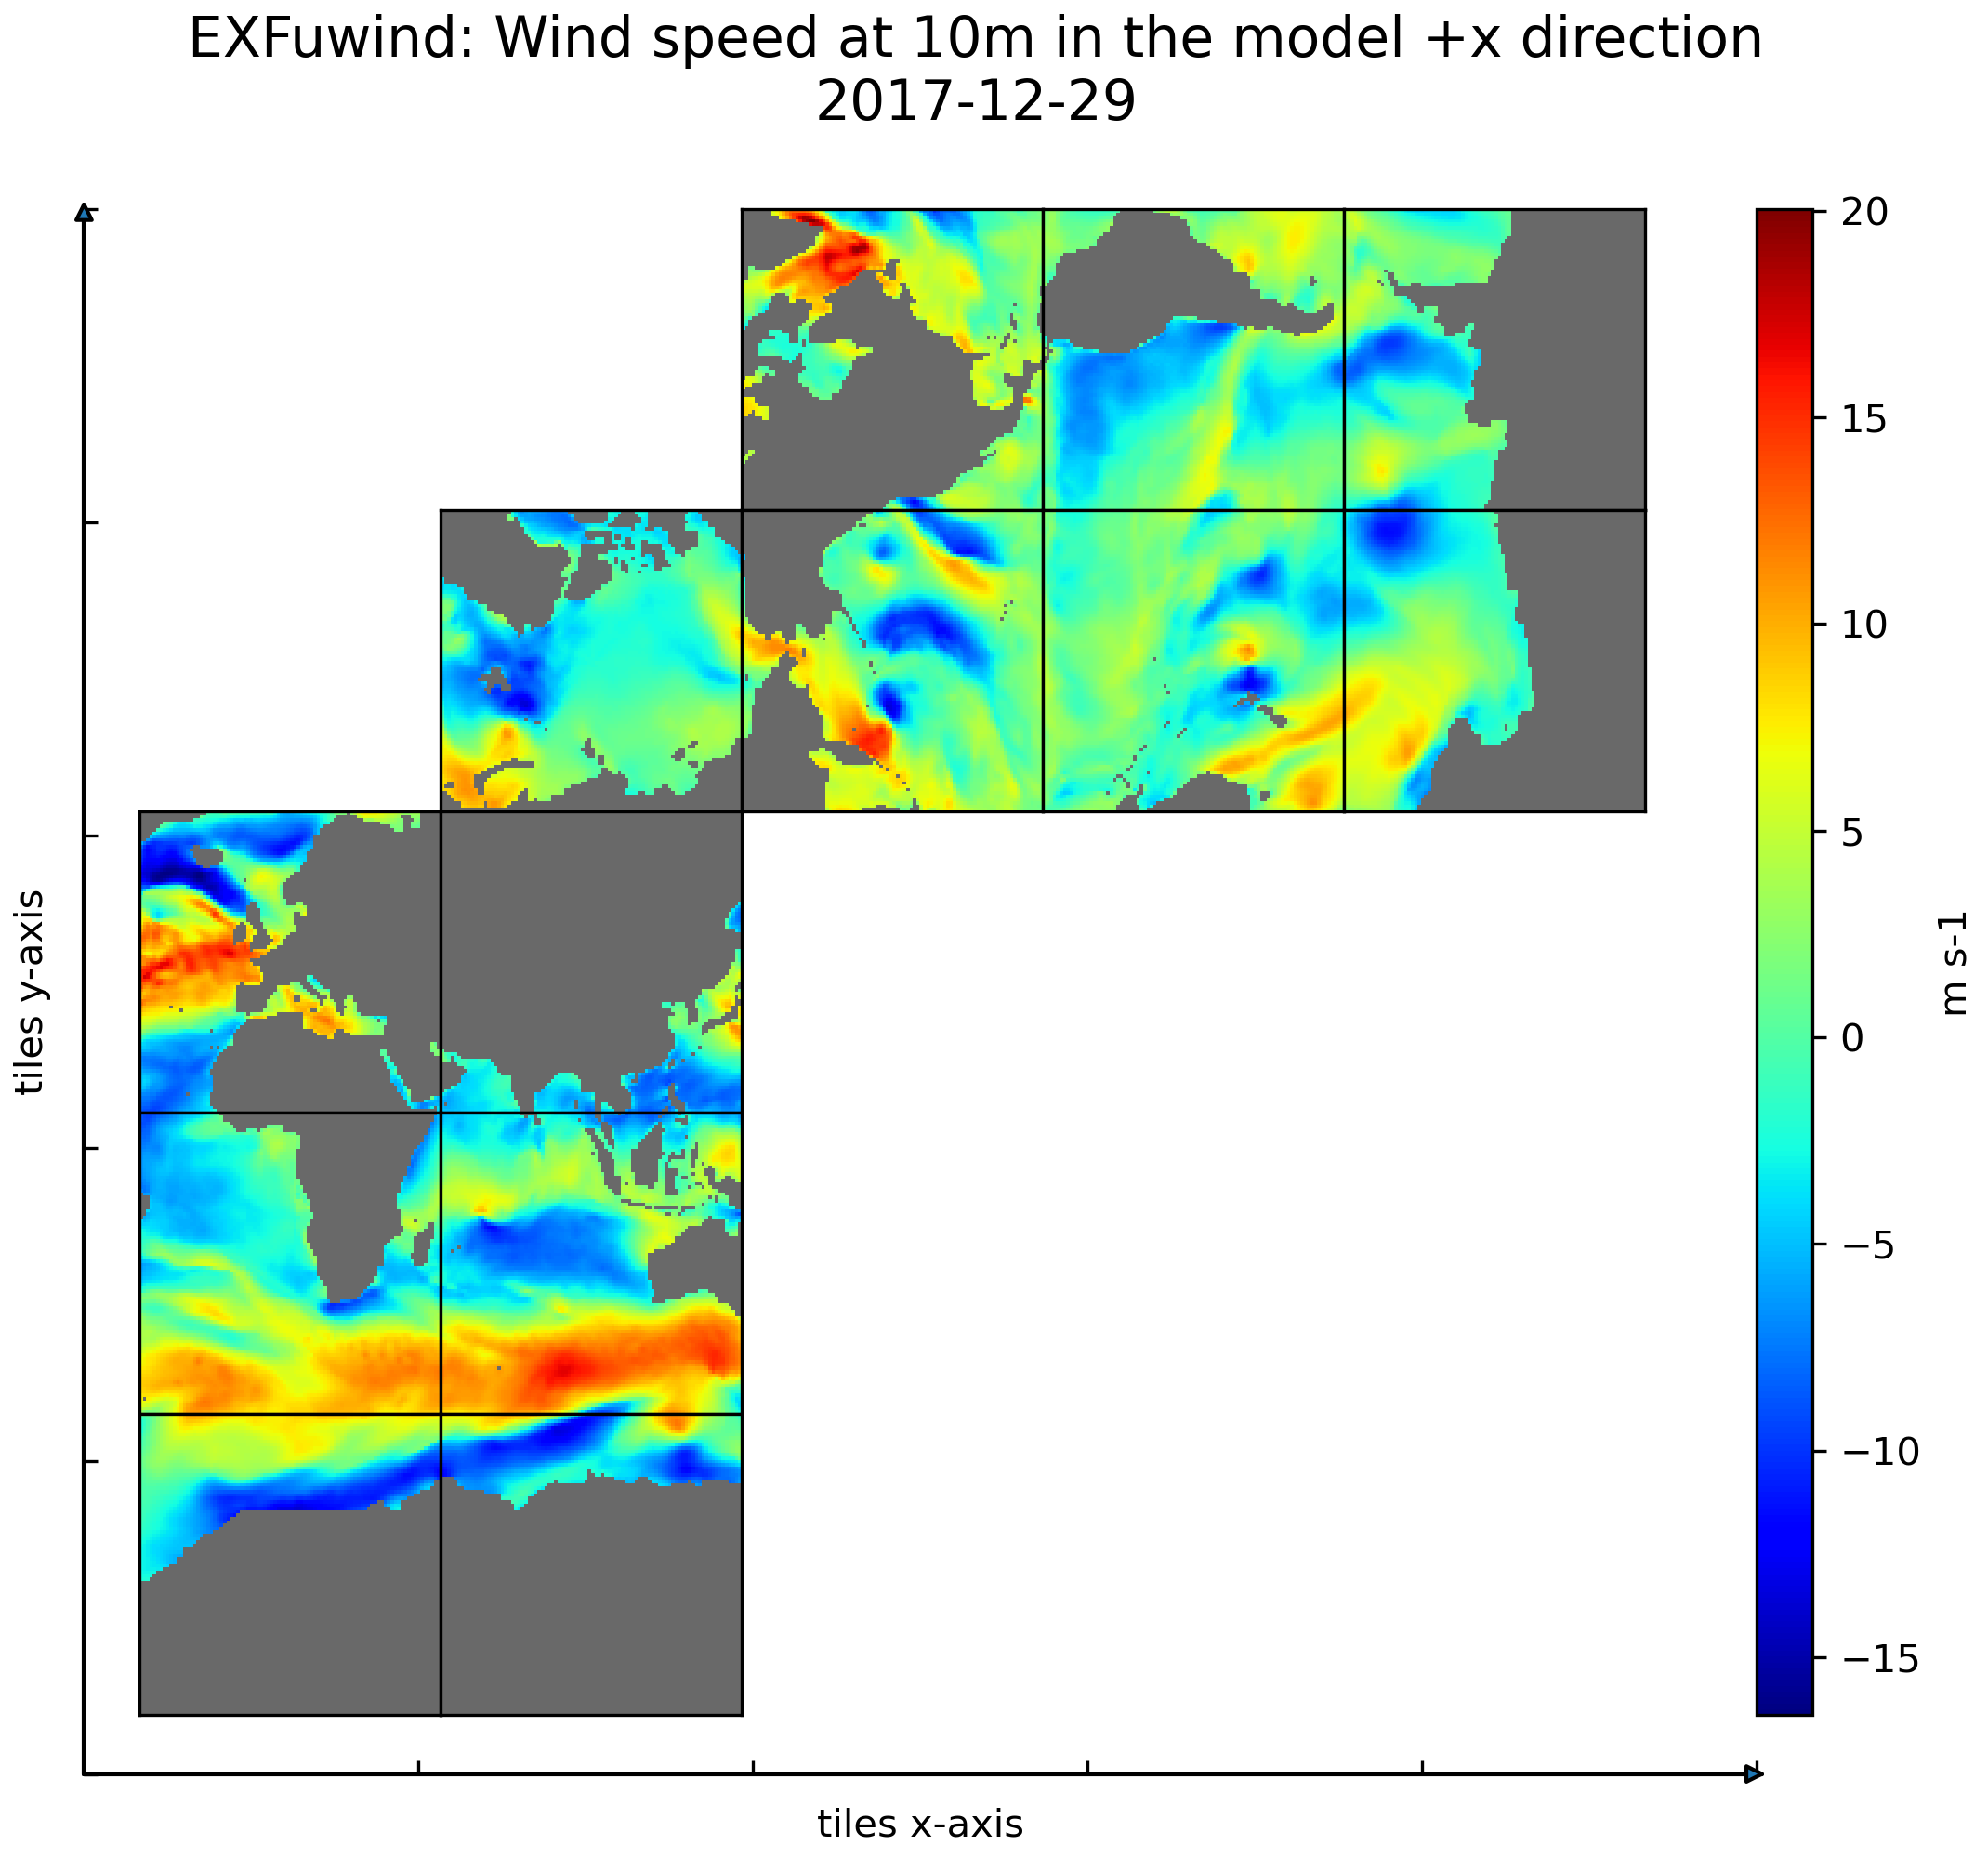 EXFuwind: Wind speed at 10m in the model +x direction
2017-12-29
20
15
10
5
0
−5
−10
−15
m s-1
tiles y-axis
tiles x-axis